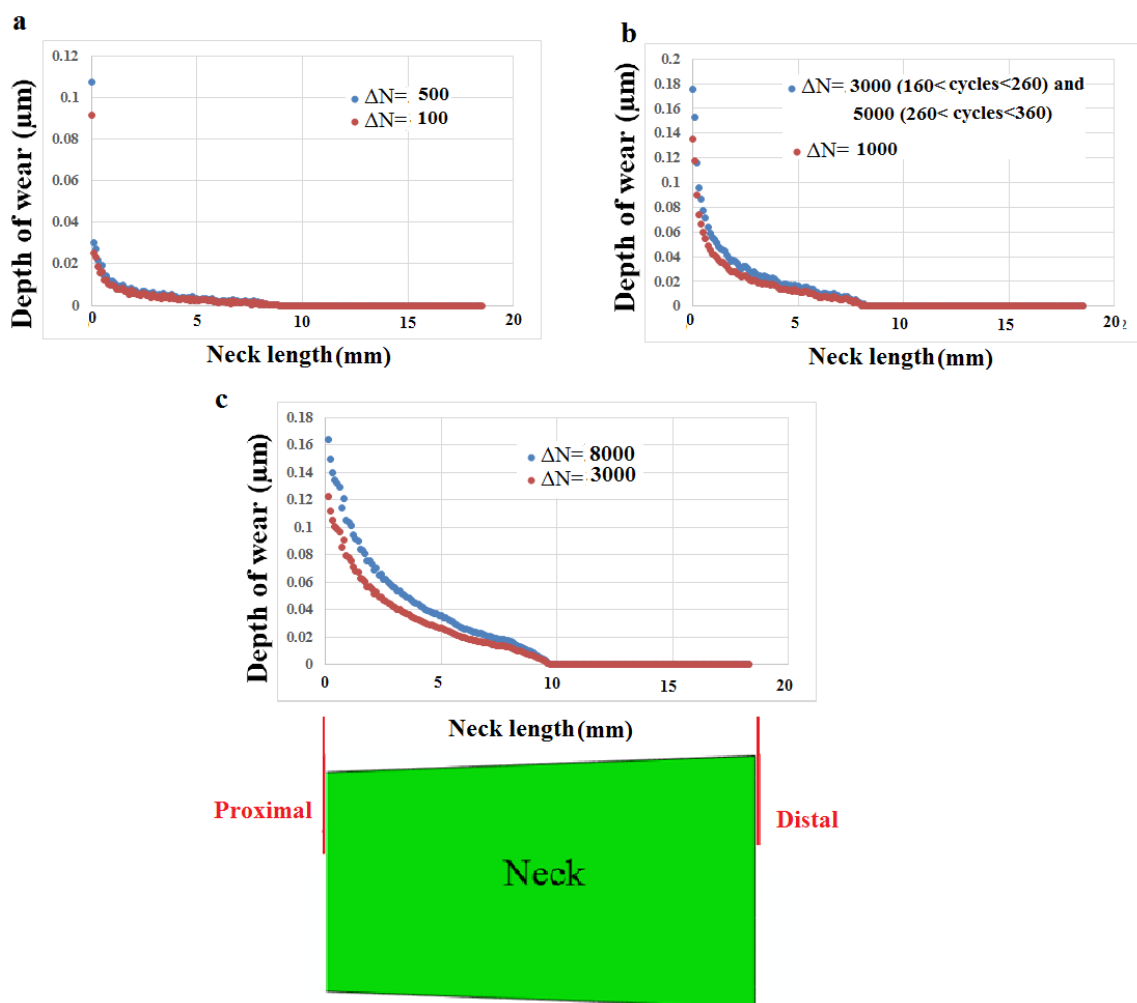 a
0.12
0.1
0.08
0.06
0.04
0.02
0
Depth of wear (µm)
ΔN= 500
ΔN= 100
0 5 10 15 20
Neck length (mm)
b
0.2
0.18
0.16
0.14
0.12
0.1
0.08
0.06
0.04
0.02
0
Depth of wear (µm)
ΔN= 3000 (160< cycles<260) and
5000 (260< cycles<360)
ΔN= 1000
0 5 10 15 20 2
Neck length (mm)
c
0.18
0.16
0.14
0.12
0.1
0.08
0.06
0.04
0.02
0
Depth of wear (µm)
ΔN= 8000
ΔN= 3000
0 5 10 15 20
Neck length (mm)
Proximal
Distal
Neck